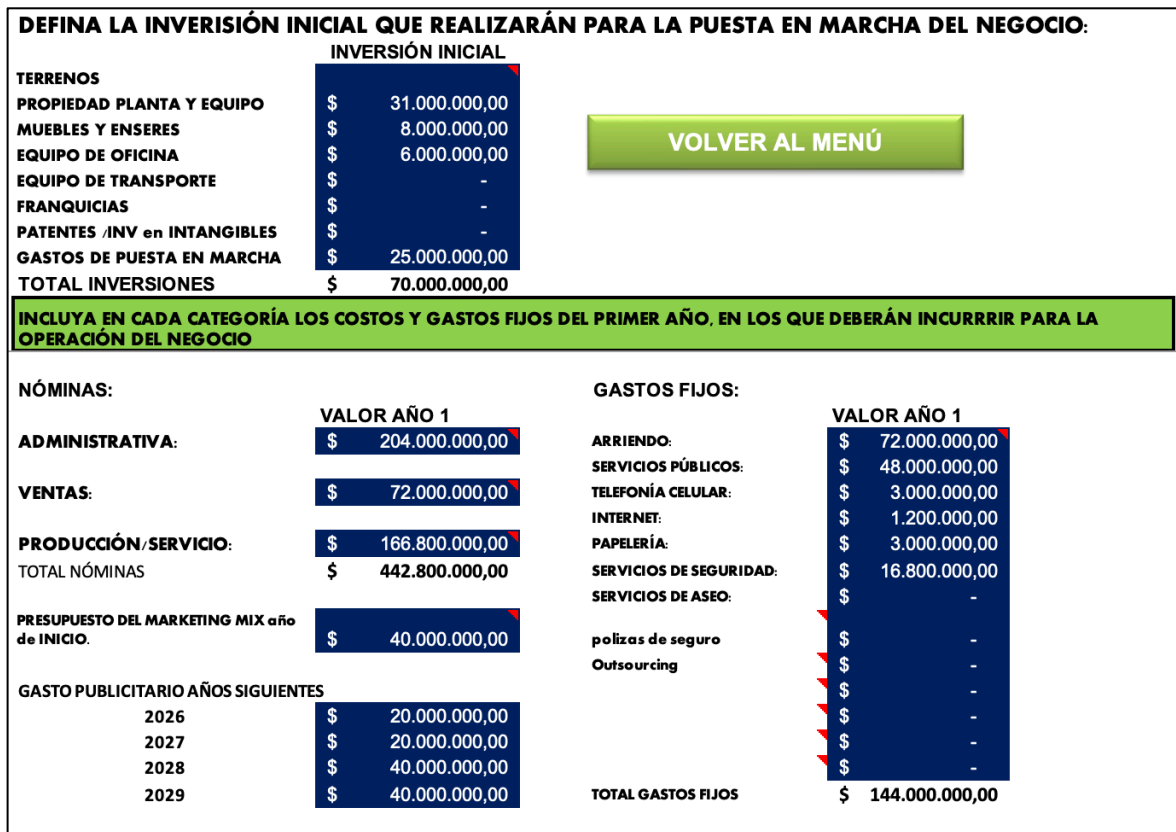 DEFINA LA INVERISIÓN INICIAL QUE REALIZARÁN PARA LA PUESTA EN MARCHA DEL NEGOCIO:
INVERSIÓN INICIAL
TERRENOS
PROPIEDAD PLANTA Y EQUIPO $ 31.000.000,00
MUEBLES Y ENSERES $ 8.000.000,00
EQUIPO DE OFICINA $ 6.000.000,00
EQUIPO DE TRANSPORTE $ -
FRANQUICIAS $ -
PATENTES /INV en INTANGIBLES $ -
GASTOS DE PUESTA EN MARCHA $ 25.000.000,00
TOTAL INVERSIONES $ 70.000.000,00
VOLVER AL MENÚ
INCLUYA EN CADA CATEGORÍA LOS COSTOS Y GASTOS FIJOS DEL PRIMER AÑO, EN LOS QUE DEBERÁN INCURRRIR PARA LA
OPERACIÓN DEL NEGOCIO
NÓMINAS:
VALOR AÑO 1
ADMINISTRATIVA: $ 204.000.000,00
VENTAS: $ 72.000.000,00
PRODUCCIÓN/SERVICIO: $ 166.800.000,00
TOTAL NÓMINAS $ 442.800.000,00
PRESUPUESTO DEL MARKETING MIX año
de INICIO. $ 40.000.000,00
GASTO PUBLICITARIO AÑOS SIGUIENTES
2026 $ 20.000.000,00
2027 $ 20.000.000,00
2028 $ 40.000.000,00
2029 $ 40.000.000,00
GASTOS FIJOS:
VALOR AÑO 1
ARRIENDO: $ 72.000.000,00
SERVICIOS PÚBLICOS: $ 48.000.000,00
TELEFONÍA CELULAR: $ 3.000.000,00
INTERNET: $ 1.200.000,00
PAPELERÍA: $ 3.000.000,00
SERVICIOS DE SEGURIDAD: $ 16.800.000,00
SERVICIOS DE ASEO: $ -
polizas de seguro $ -
Outsourcing $ -
$ -
$ -
$ -
$ -
TOTAL GASTOS FIJOS $ 144.000.000,00